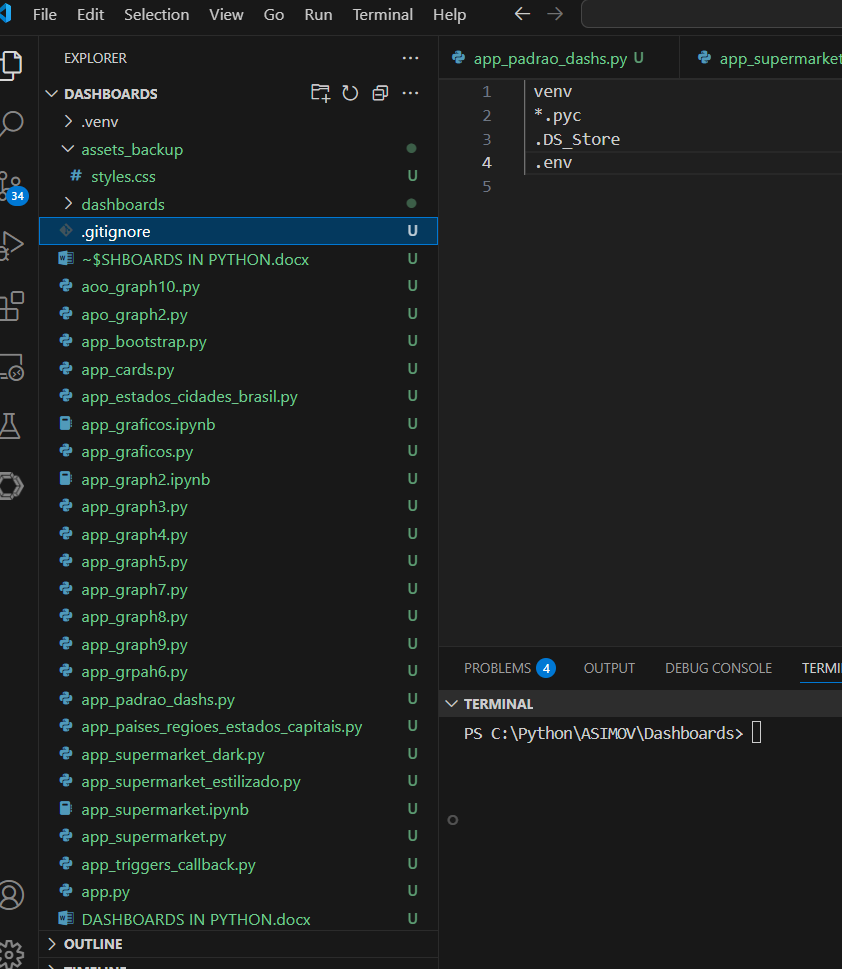 File Edit Selection View Go Run Terminal Help
EXPLORER
DASHBOARDS
.venv
assets_backup
# styles.css U
dashboards
.gitignore U
~$SHBOARDS IN PYTHON.docx U
aoo_graph10..py U
apo_graph2.py U
app_bootstrap.py U
app_cards.py U
app_estados_cidades_brasil.py U
app_graficos.ipynb U
app_graficos.py U
app_graph2.ipynb U
app_graph3.py U
app_graph4.py U
app_graph5.py U
app_graph7.py U
app_graph8.py U
app_graph9.py U
app_grpah6.py U
app_padrao_dashs.py U
app_paises_regioes_estados_capitais.py U
app_supermarket_dark.py U
app_supermarket_estilizado.py U
app_supermarket.ipynb U
app_supermarket.py U
app_triggers_callback.py U
app.py U
DASHBOARDS IN PYTHON.docx U
OUTLINE
TIMELINE
34
app_padrao_dashs.py U app_supermarket
1 venv
2 *.pyc
3 .DS_Store
4 .env
5
PROBLEMS 4 OUTPUT DEBUG CONSOLE TERMI
TERMINAL
PS C:\Python\ASIMOV\Dashboards>